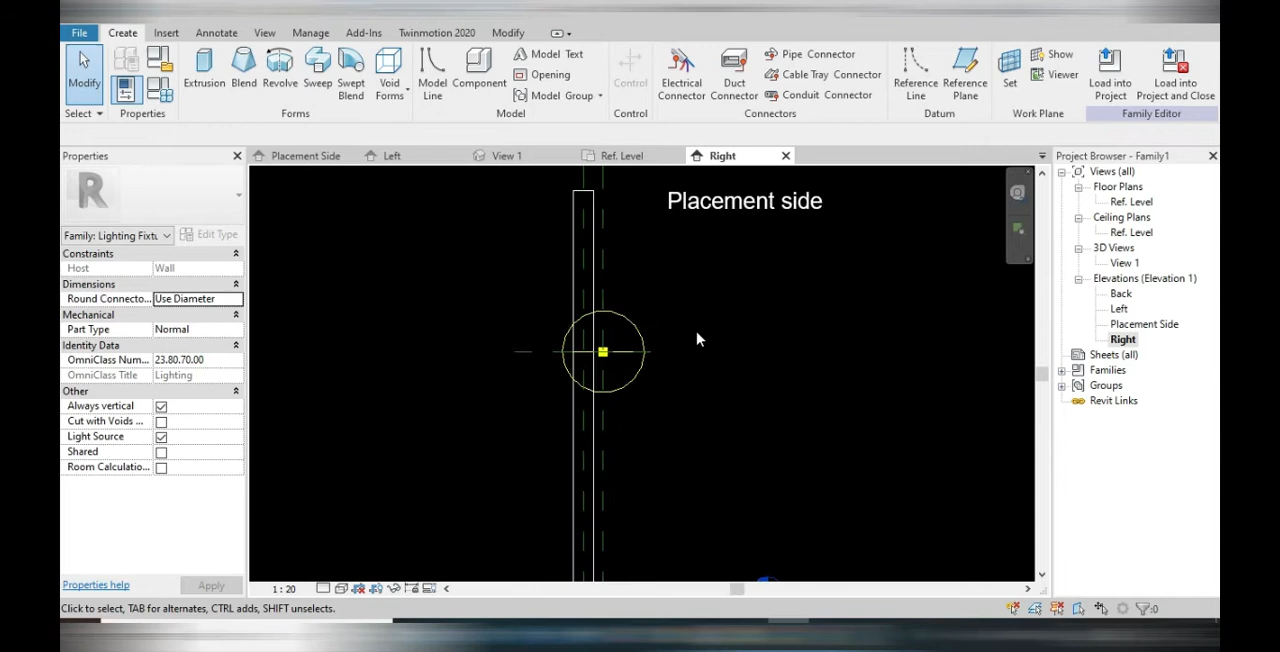 File Create Insert Annotate View Manage Add-Ins Twinmotion 2020 Modify
Modify Extrusion Blend Revolve Sweep Swept Blend Void Forms Model Line Component Model Text Control Electrical Connector Duct Connector Pipe Connector Reference Line Reference Plane Set Show Load into Project Load into Project and Close
Opening Cable Tray Connector Viewer
Model Group Conduit Connector
Select Properties Forms Model Control Connectors Datum Work Plane Family Editor
Properties Placement Side Left View 1 Ref. Level Right Project Browser - Family1
Placement side
R
Family: Lighting Fixtu Edit Type
Constraints
Host Wall
Dimensions
Round Connecto... Use Diameter
Mechanical
Part Type Normal
Identity Data
OmniClass Num... 23.80.70.00
OmniClass Title Lighting
Other
Always vertical
Cut with Voids ...
Light Source
Shared
Room Calculatio...
Properties help Apply
Views (all)
Floor Plans
Ref. Level
Ceiling Plans
Ref. Level
3D Views
View 1
Elevations (Elevation 1)
Back
Left
Placement Side
Right
Sheets (all)
Families
Groups
Revit Links
1 : 20
Click to select, TAB for alternates, CTRL adds, SHIFT unselects.
:0